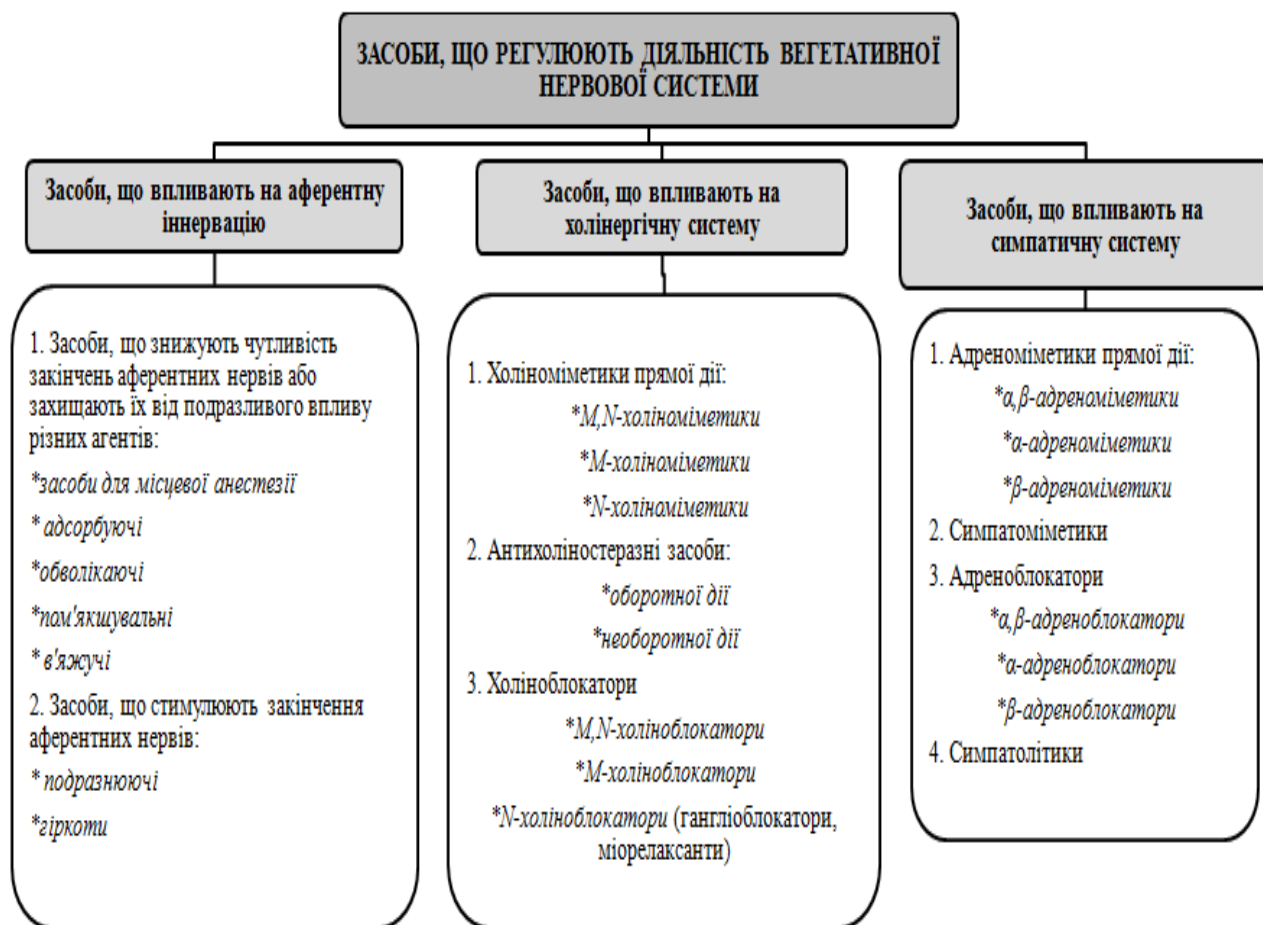 ЗАСОБИ, ЩО РЕГУЛЮЮТЬ ДІЯЛЬНІСТЬ ВЕГЕТАТИВНОЇ
НЕРВОВОЇ СИСТЕМИ
Засоби, що впливають на аферентну
іннервацію
1. Засоби, що знижують чутливість
закінчень аферентних нервів або
захищають їх від подразливого впливу
різних агентів:
*засоби для місцевої анестезії
* адсорбуючі
*обволікаючі
*пом'якшувальні
* в'яжучі
2. Засоби, що стимулюють закінчення
аферентних нервів:
* подразнюючі
*гіркоти
Засоби, що впливають на
холінергічну систему
1. Холіноміметики прямої дії:
*M,N-холіноміметики
*M-холіноміметики
*N-холіноміметики
2. Антихоліностеразні засоби:
*оборотної дії
*необоротної дії
3. Холіноблокатори
*M,N-холіноблокатори
*M-холіноблокатори
*N-холіноблокатори (гангліоблокатори,
міорелаксанти)
Засоби, що впливають на
симпатичну систему
1. Адреноміметики прямої дії:
*α,β-адреноміметики
*α-адреноміметики
*β-адреноміметики
2. Симпатоміметики
3. Адреноблокатори
*α,β-адреноблокатори
*α-адреноблокатори
*β-адреноблокатори
4. Симпатолітики